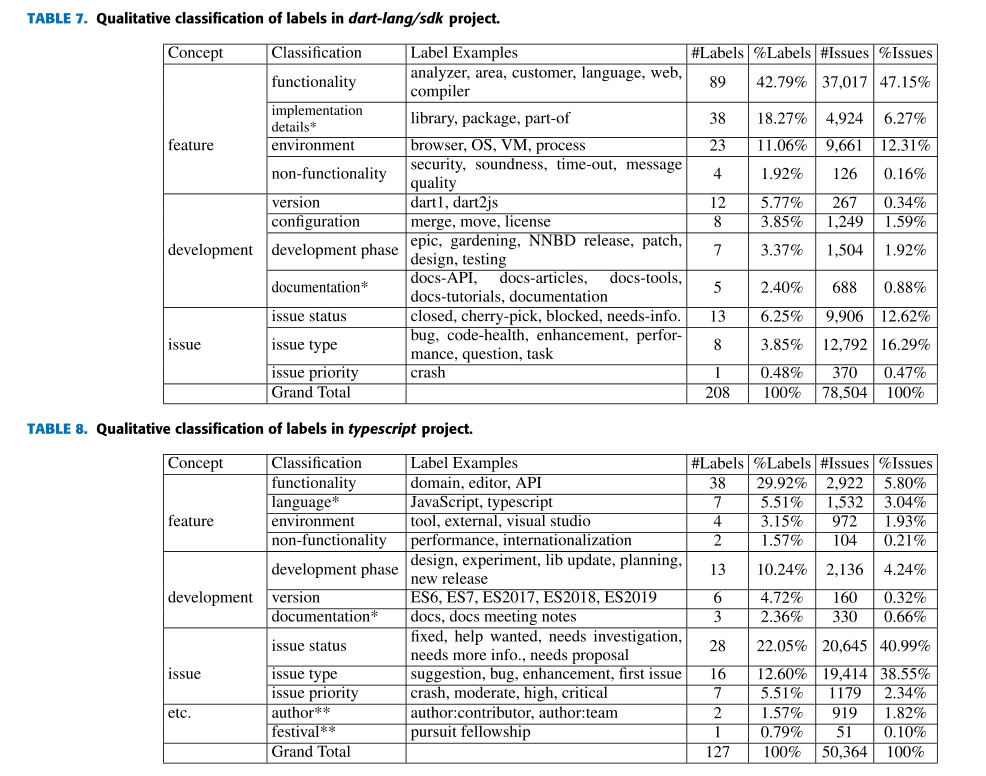 TABLE 7. Qualitative classification of labels in dart-lang/sdk project.
Concept Classification Label Examples #Labels %Labels #Issues %Issues
feature
functionality analyzer, area, customer, language, web, compiler 89 42.79% 37,017 47.15%
implementation details* library, package, part-of 38 18.27% 4,924 6.27%
environment browser, OS, VM, process 23 11.06% 9,661 12.31%
non-functionality security, soundness, time-out, message quality 4 1.92% 126 0.16%
development
version dart1, dart2js 12 5.77% 267 0.34%
configuration merge, move, license 8 3.85% 1,249 1.59%
development phase epic, gardening, NNBD release, patch, design, testing 7 3.37% 1,504 1.92%
documentation* docs-API, docs-articles, docs-tools, docs-tutorials, documentation 5 2.40% 688 0.88%
issue
issue status closed, cherry-pick, blocked, needs-info. 13 6.25% 9,906 12.62%
issue type bug, code-health, enhancement, perfor-mance, question, task 8 3.85% 12,792 16.29%
issue priority crash 1 0.48% 370 0.47%
Grand Total 208 100% 78,504 100%
TABLE 8. Qualitative classification of labels in typescript project.
Concept Classification Label Examples #Labels %Labels #Issues %Issues
feature
functionality domain, editor, API 38 29.92% 2,922 5.80%
language* JavaScript, typescript 7 5.51% 1,532 3.04%
environment tool, external, visual studio 4 3.15% 972 1.93%
non-functionality performance, internationalization 2 1.57% 104 0.21%
development
development phase design, experiment, lib update, planning, new release 13 10.24% 2,136 4.24%
version ES6, ES7, ES2017, ES2018, ES2019 6 4.72% 160 0.32%
documentation* docs, docs meeting notes 3 2.36% 330 0.66%
issue
issue status fixed, help wanted, needs investigation, needs more info., needs proposal 28 22.05% 20,645 40.99%
issue type suggestion, bug, enhancement, first issue 16 12.60% 19,414 38.55%
issue priority crash, moderate, high, critical 7 5.51% 1179 2.34%
etc.
author** author:contributor, author:team 2 1.57% 919 1.82%
festival** pursuit fellowship 1 0.79% 51 0.10%
Grand Total 127 100% 50,364 100%